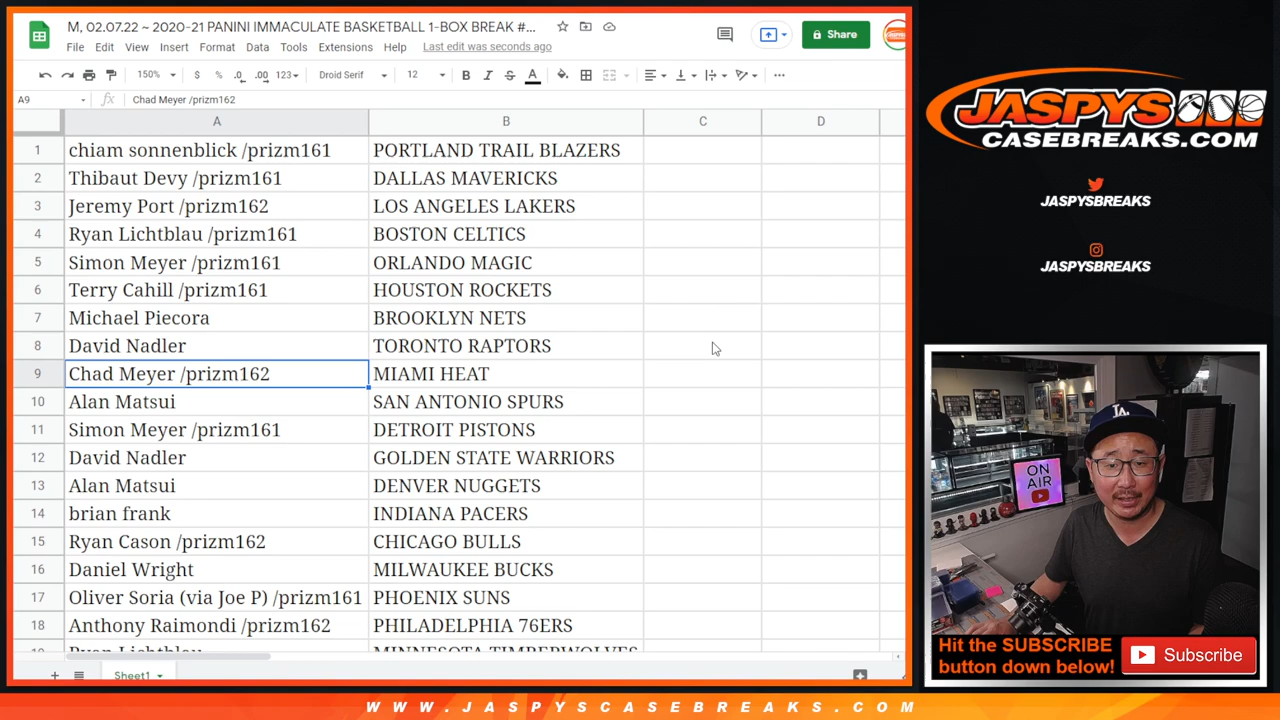 M, 02.07.22 ~ 2020-21 PANINI IMMACULATE BASKETBALL 1-BOX BREAK #...
File Edit View Insert Format Data Tools Extensions Help Last edit was seconds ago
Share
150% $ % .0 .00 123 Droid Serif 12 B I S A
A9 fx Chad Meyer /prizm162
A B C D
1 chiam sonnenblick /prizm161 PORTLAND TRAIL BLAZERS
2 Thibaut Devy /prizm161 DALLAS MAVERICKS
3 Jeremy Port /prizm162 LOS ANGELES LAKERS
4 Ryan Lichtblau /prizm161 BOSTON CELTICS
5 Simon Meyer /prizm161 ORLANDO MAGIC
6 Terry Cahill /prizm161 HOUSTON ROCKETS
7 Michael Piecora BROOKLYN NETS
8 David Nadler TORONTO RAPTORS
9 Chad Meyer /prizm162 MIAMI HEAT
10 Alan Matsui SAN ANTONIO SPURS
11 Simon Meyer /prizm161 DETROIT PISTONS
12 David Nadler GOLDEN STATE WARRIORS
13 Alan Matsui DENVER NUGGETS
14 brian frank INDIANA PACERS
15 Ryan Cason /prizm162 CHICAGO BULLS
16 Daniel Wright MILWAUKEE BUCKS
17 Oliver Soria (via Joe P) /prizm161 PHOENIX SUNS
18 Anthony Raimondi /prizm162 PHILADELPHIA 76ERS
19 Ryan Lichtblau MINNESOTA TIMBERWOLVES
Sheet1
JASPYS
CASEBREAKS.COM
JASPYSBREAKS
JASPYSBREAKS
LA
ON
AIR
Hit the SUBSCRIBE
button down below!
Subscribe
WWW.JASPYSCASEBREAKS.COM